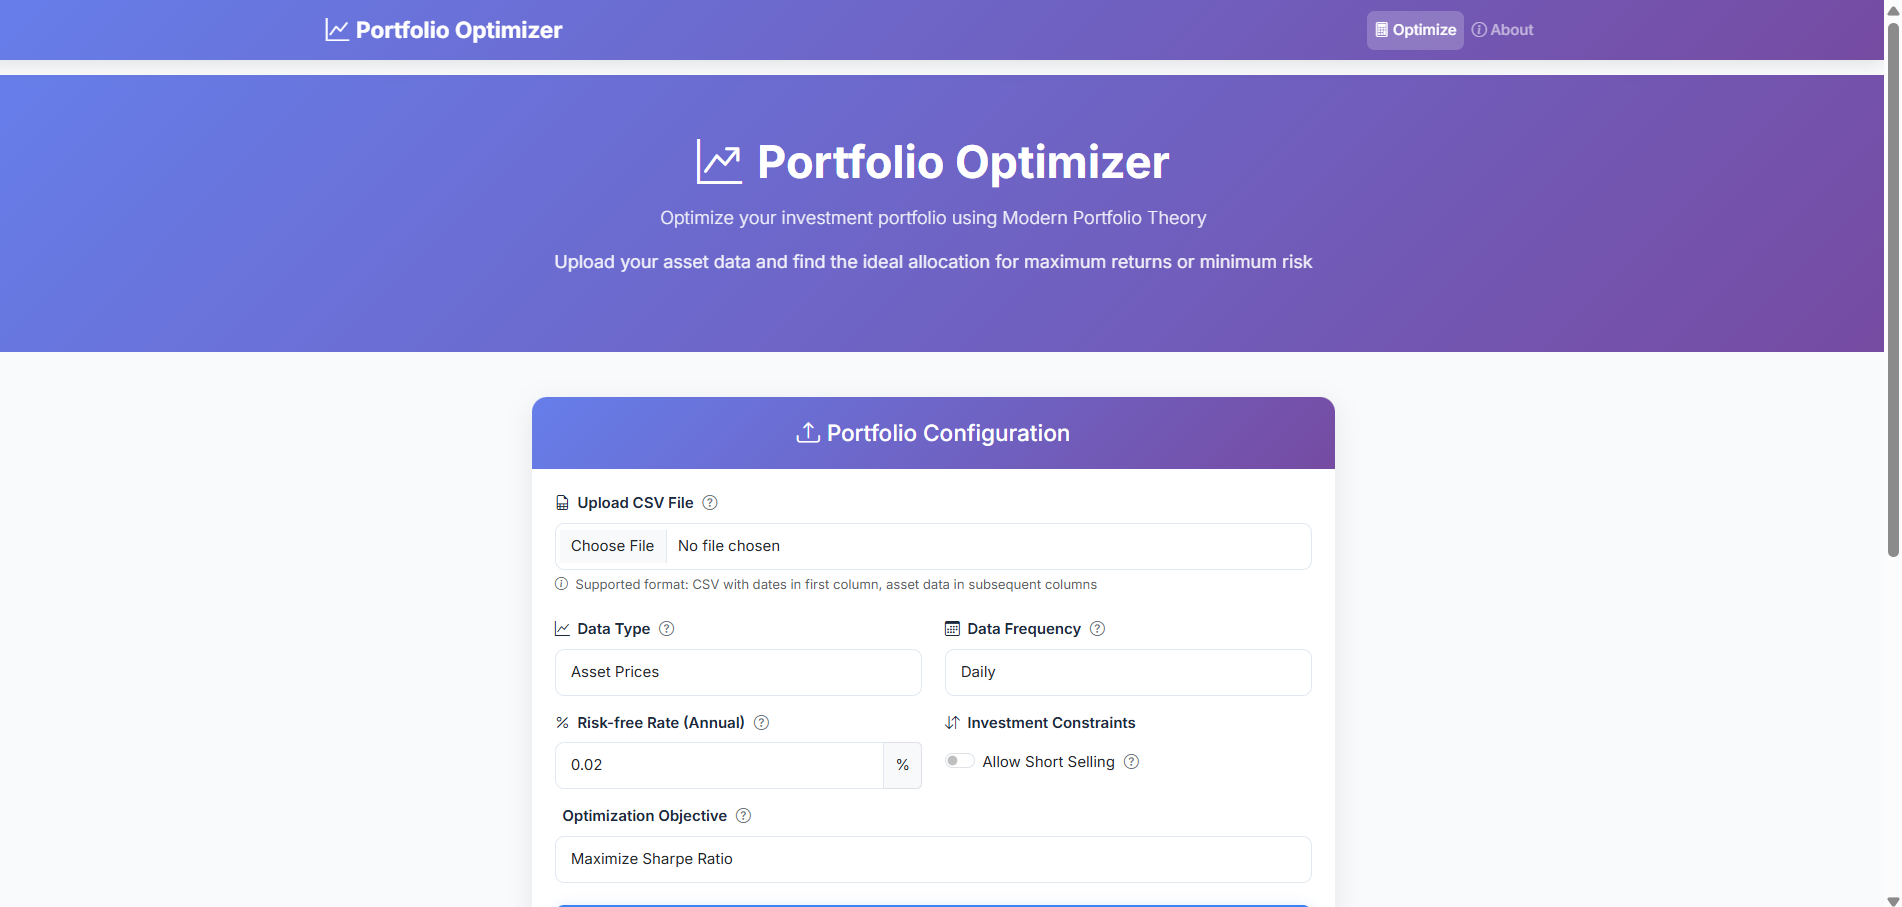 Portfolio Optimizer
Optimize
About
Portfolio Optimizer
Optimize your investment portfolio using Modern Portfolio Theory
Upload your asset data and find the ideal allocation for maximum returns or minimum risk
Portfolio Configuration
Upload CSV File ?
Choose File No file chosen
Supported format: CSV with dates in first column, asset data in subsequent columns
Data Type ?
Asset Prices
Data Frequency ?
Daily
% Risk-free Rate (Annual) ?
0.02 %
Investment Constraints
Allow Short Selling ?
Optimization Objective ?
Maximize Sharpe Ratio